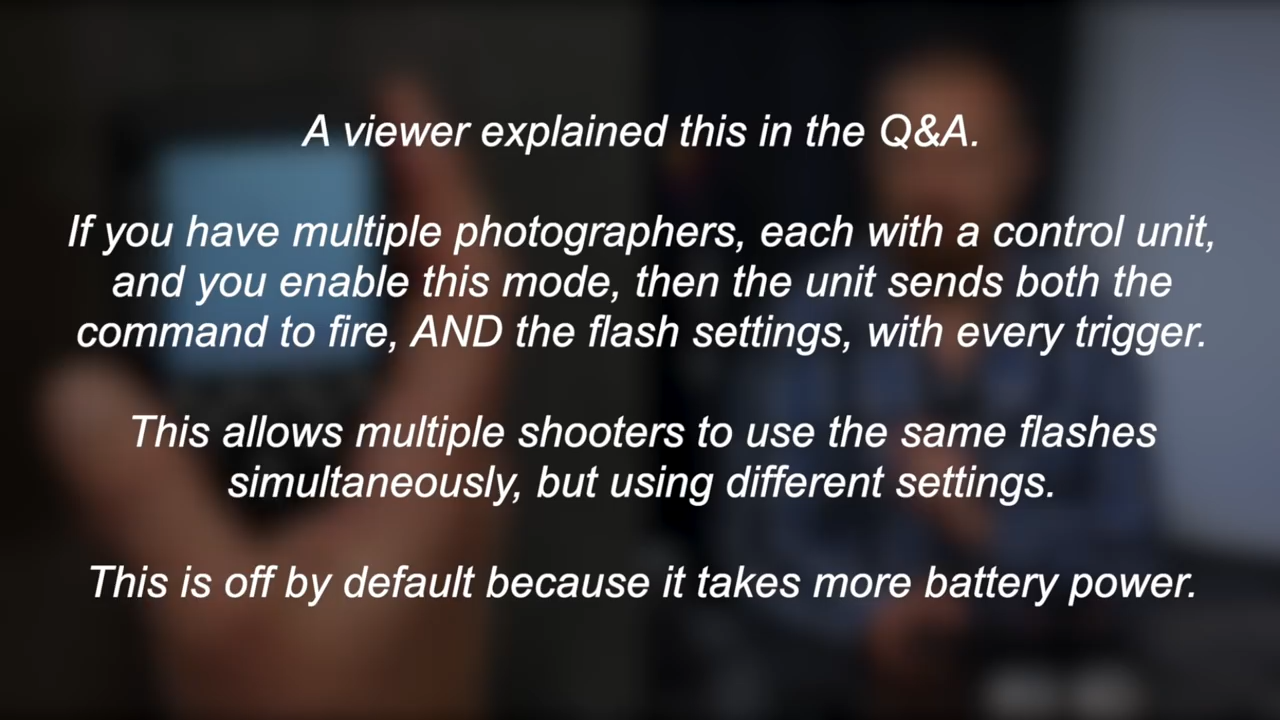 A viewer explained this in the Q&A.
If you have multiple photographers, each with a control unit,
and you enable this mode, then the unit sends both the
command to fire, AND the flash settings, with every trigger.
This allows multiple shooters to use the same flashes
simultaneously, but using different settings.
This is off by default because it takes more battery power.